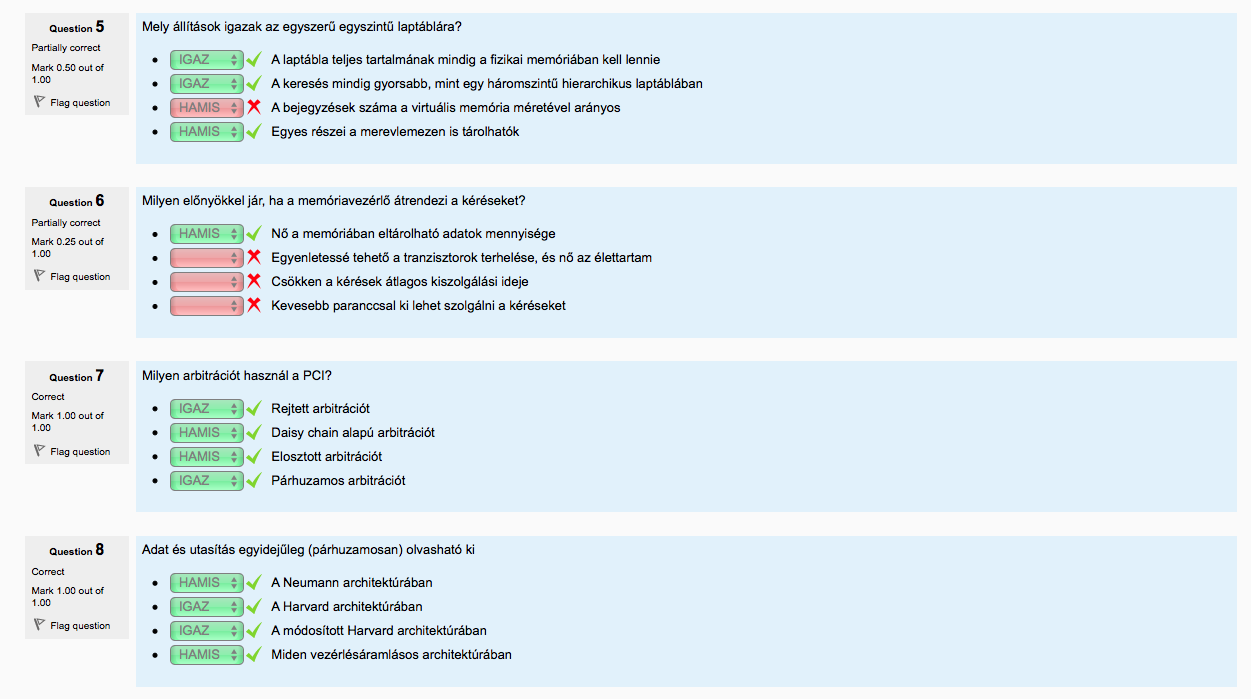 Question 5
Partially correct
Mark 0.50 out of
1.00
Flag question
Mely állítások igazak az egyszerű egyszintű laptáblára?
IGAZ A laptábla teljes tartalmának mindig a fizikai memóriában kell lennie
IGAZ A keresés mindig gyorsabb, mint egy háromszintű hierarchikus laptáblában
HAMIS A bejegyzések száma a virtuális memória méretével arányos
HAMIS Egyes részei a merevlemezen is tárolhatók
Question 6
Partially correct
Mark 0.25 out of
1.00
Flag question
Milyen előnyökkel jár, ha a memóriavezérlő átrendezi a kéréseket?
HAMIS Nő a memóriában eltárolható adatok mennyisége
Egyenletessé tehető a tranzisztorok terhelése, és nő az élettartam
Csökken a kérések átlagos kiszolgálási ideje
Kevesebb paranccsal ki lehet szolgálni a kéréseket
Question 7
Correct
Mark 1.00 out of
1.00
Flag question
Milyen arbitrációt használ a PCI?
IGAZ Rejtett arbitrációt
HAMIS Daisy chain alapú arbitrációt
HAMIS Elosztott arbitrációt
IGAZ Párhuzamos arbitrációt
Question 8
Correct
Mark 1.00 out of
1.00
Flag question
Adat és utasítás egyidejűleg (párhuzamosan) olvasható ki
HAMIS A Neumann architektúrában
IGAZ A Harvard architektúrában
IGAZ A módosított Harvard architektúrában
HAMIS Miden vezérlésáramlásos architektúrában